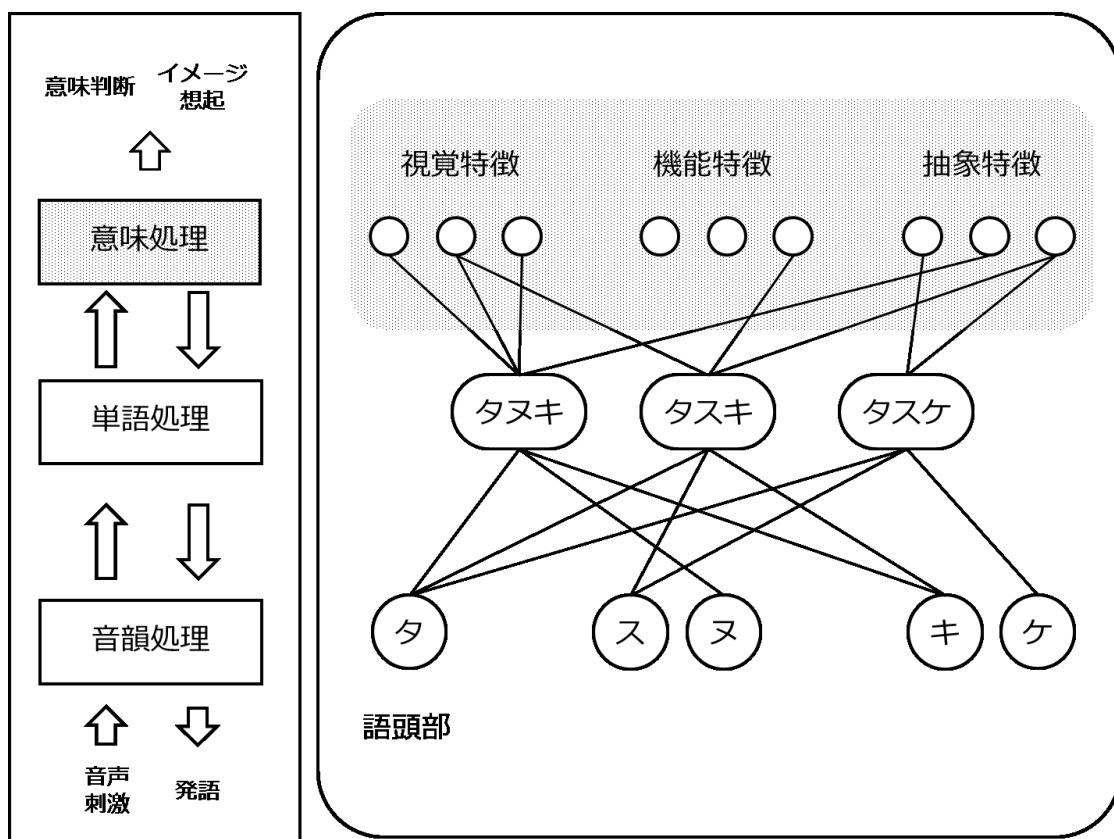 意味判断
イメージ
想起
意味処理
単語処理
音韻処理
音声
刺激
発語
視覚特徴
機能特徴
抽象特徴
タヌキ
タスキ
タスケ
タ
ス
ヌ
キ
ケ
語頭部